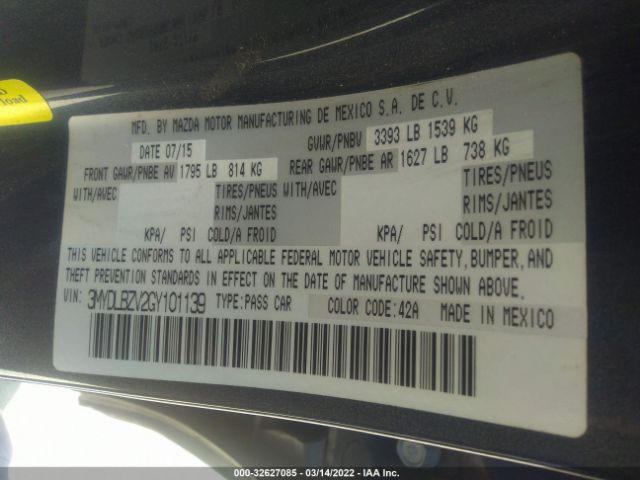 Load
MFD. BY MAZDA MOTOR MANUFACTURING DE MEXICO S.A. DE C.V.
DATE 07/15 GVWR/PNBV 3393 LB 1539 KG
FRONT GAWR/PNBE AV 1795 LB 814 KG REAR GAWR/PNBE AR 1627 LB 738 KG
WITH/AVEC TIRES/PNEUS WITH/AVEC TIRES/PNEUS
RIMS/JANTES RIMS/JANTES
KPA/ PSI COLD/A FROID KPA/ PSI COLD/A FROID
THIS VEHICLE CONFORMS TO ALL APPLICABLE FEDERAL MOTOR VEHICLE SAFETY, BUMPER, AND
THEFT PREVENTION STANDARDS IN EFFECT ON THE DATE OF MANUFACTURE SHOWN ABOVE.
VIN: 3MYDLBZV2GY101139 TYPE:PASS CAR COLOR CODE:42A MADE IN MEXICO
000-32627085 - 03/14/2022 - IAA Inc.